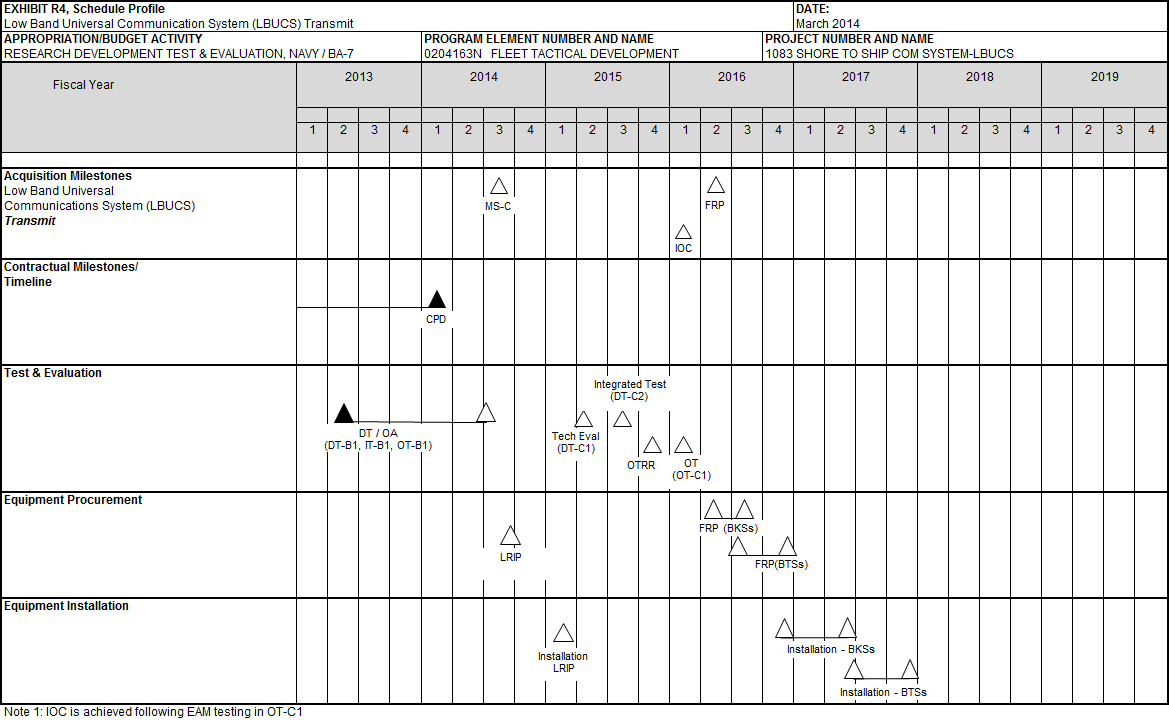 EXHIBIT R4, Schedule Profile
Low Band Universal Communication System (LBUCS) Transmit
DATE:
March 2014
APPROPRIATION/BUDGET ACTIVITY
RESEARCH DEVELOPMENT TEST & EVALUATION, NAVY / BA-7
PROGRAM ELEMENT NUMBER AND NAME
0204163N FLEET TACTICAL DEVELOPMENT
PROJECT NUMBER AND NAME
1083 SHORE TO SHIP COM SYSTEM-LBUCS
Fiscal Year
2013 2014 2015 2016 2017 2018 2019
1 2 3 4 1 2 3 4 1 2 3 4 1 2 3 4 1 2 3 4 1 2 3 4 1 2 3 4
Acquisition Milestones
Low Band Universal
Communications System (LBUCS)
Transmit
MS-C
FRP
IOC
Contractual Milestones/
Timeline
CPD
Test & Evaluation
Integrated Test
(DT-C2)
DT / OA
(DT-B1, IT-B1, OT-B1)
Tech Eval
(DT-C1)
OTRR
OT
(OT-C1)
Equipment Procurement
FRP (BKSs)
LRIP
FRP(BTSs)
Equipment Installation
Installation
LRIP
Installation - BKSs
Installation - BTSs
Note 1: IOC is achieved following EAM testing in OT-C1